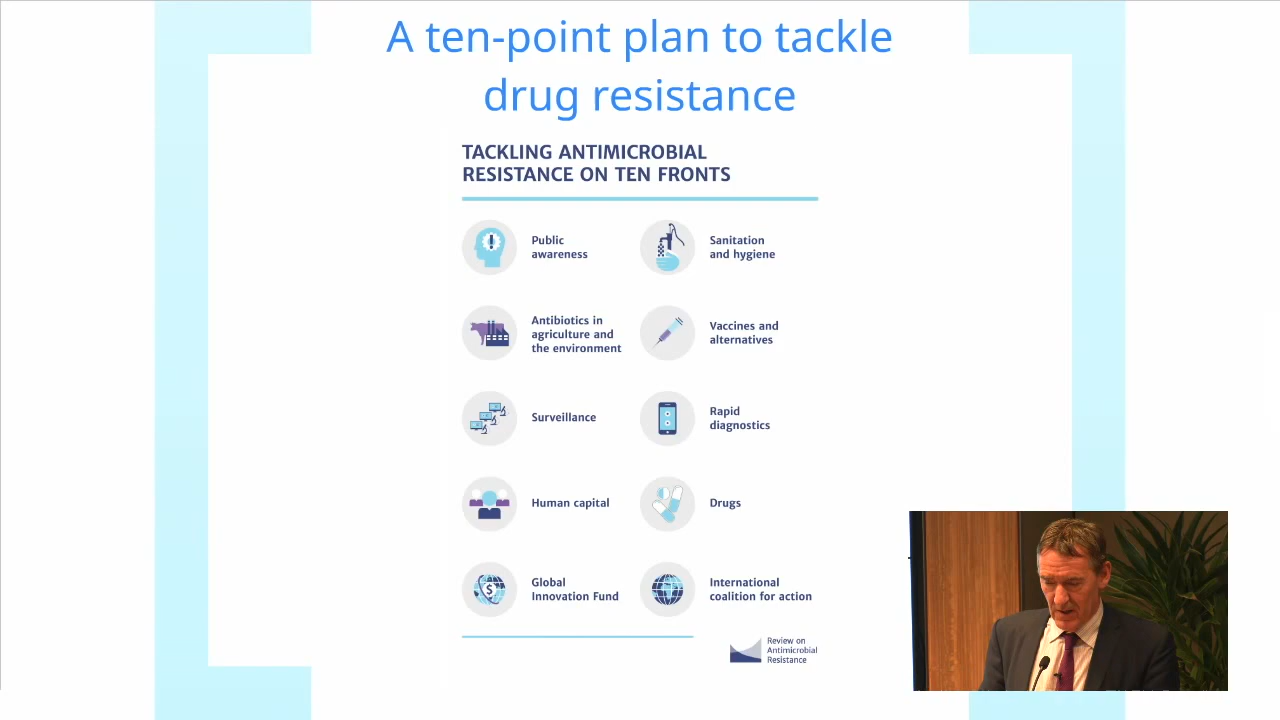 A ten-point plan to tackle
drug resistance
TACKLING ANTIMICROBIAL
RESISTANCE ON TEN FRONTS
Public
awareness
Sanitation
and hygiene
Antibiotics in
agriculture and
the environment
Vaccines and
alternatives
Surveillance
Rapid
diagnostics
Human capital
Drugs
Global
Innovation Fund
International
coalition for action
Review on
Antimicrobial
Resistance